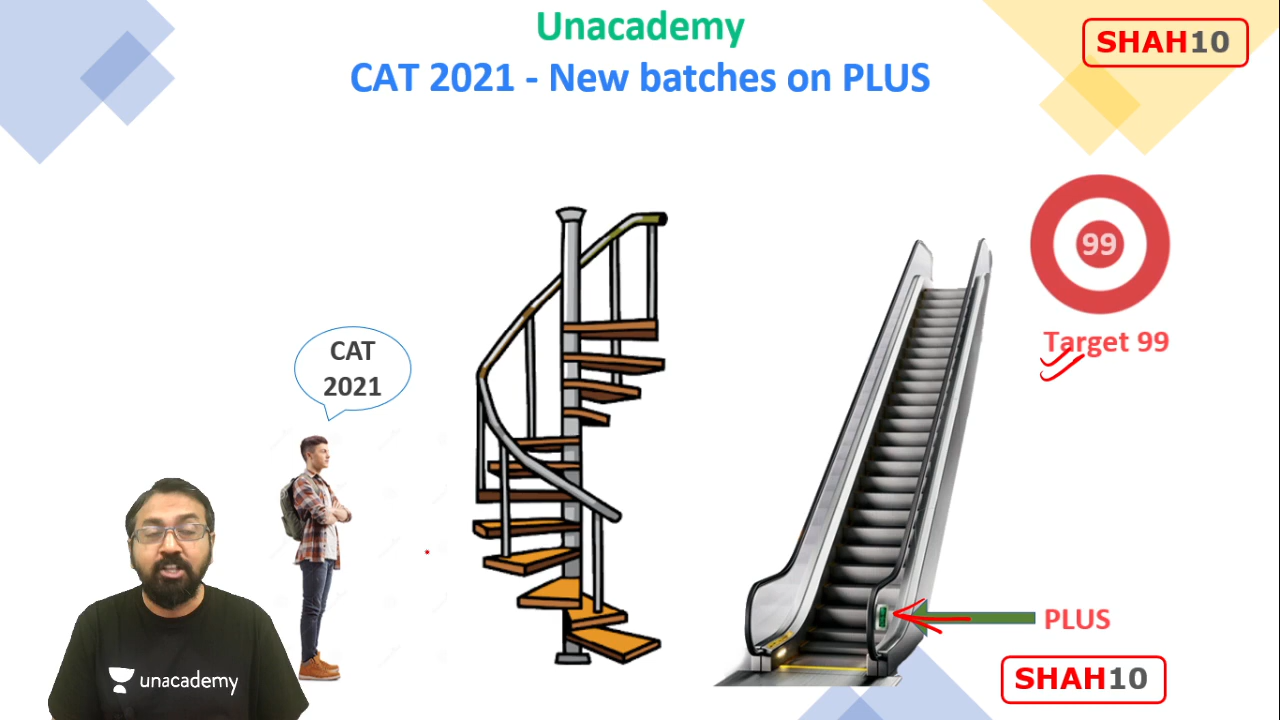 Unacademy
CAT 2021 - New batches on PLUS
SHAH10
99
Target 99
CAT
2021
PLUS
SHAH10
unacademy